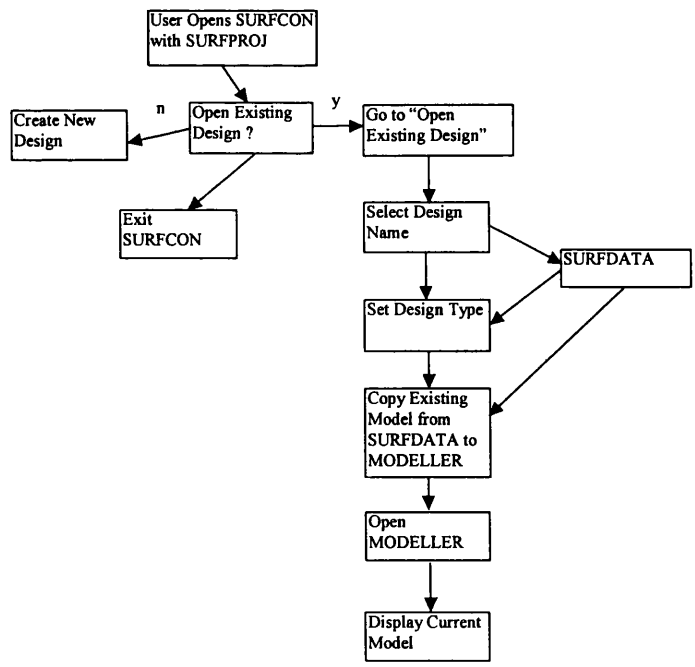 User Opens SURFCON
with SURFPROJ
n
y
Create New
Design
Open Existing
Design ?
Go to “Open
Existing Design”
Exit
SURFCON
Select Design
Name
SURFDATA
Set Design Type
Copy Existing
Model from
SURFDATA to
MODELLER
Open
MODELLER
Display Current
Model